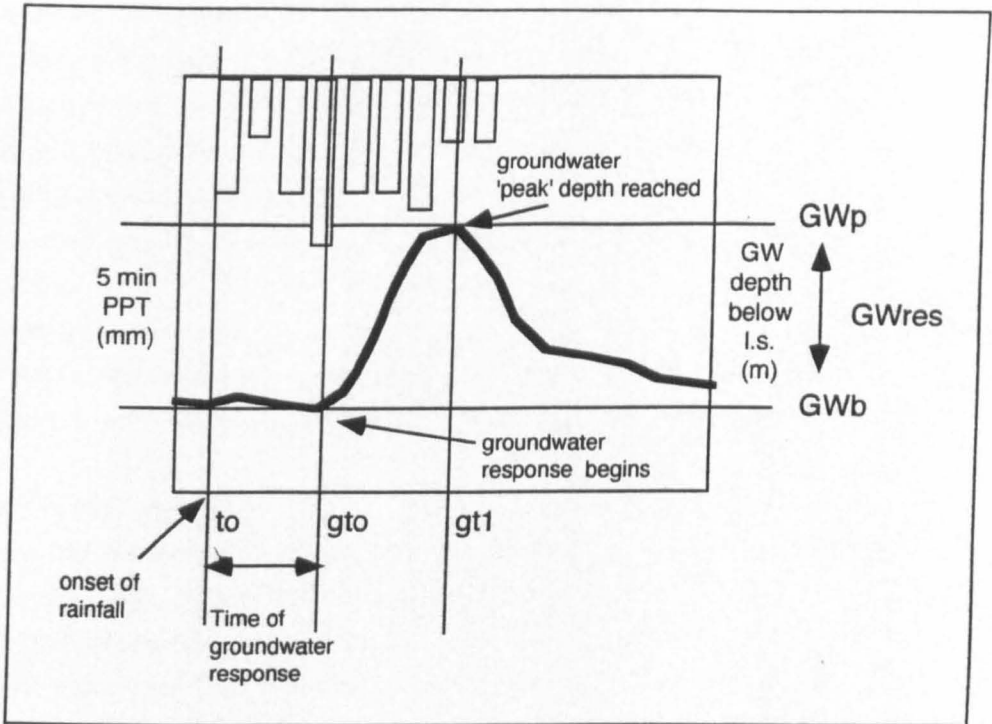 groundwater
'peak' depth reached
GWp
5 min
PPT
(mm)
GW
depth
below
l.s.
(m)
GWres
GWb
groundwater
response begins
to
gto
gt1
onset of
rainfall
Time of
groundwater
response